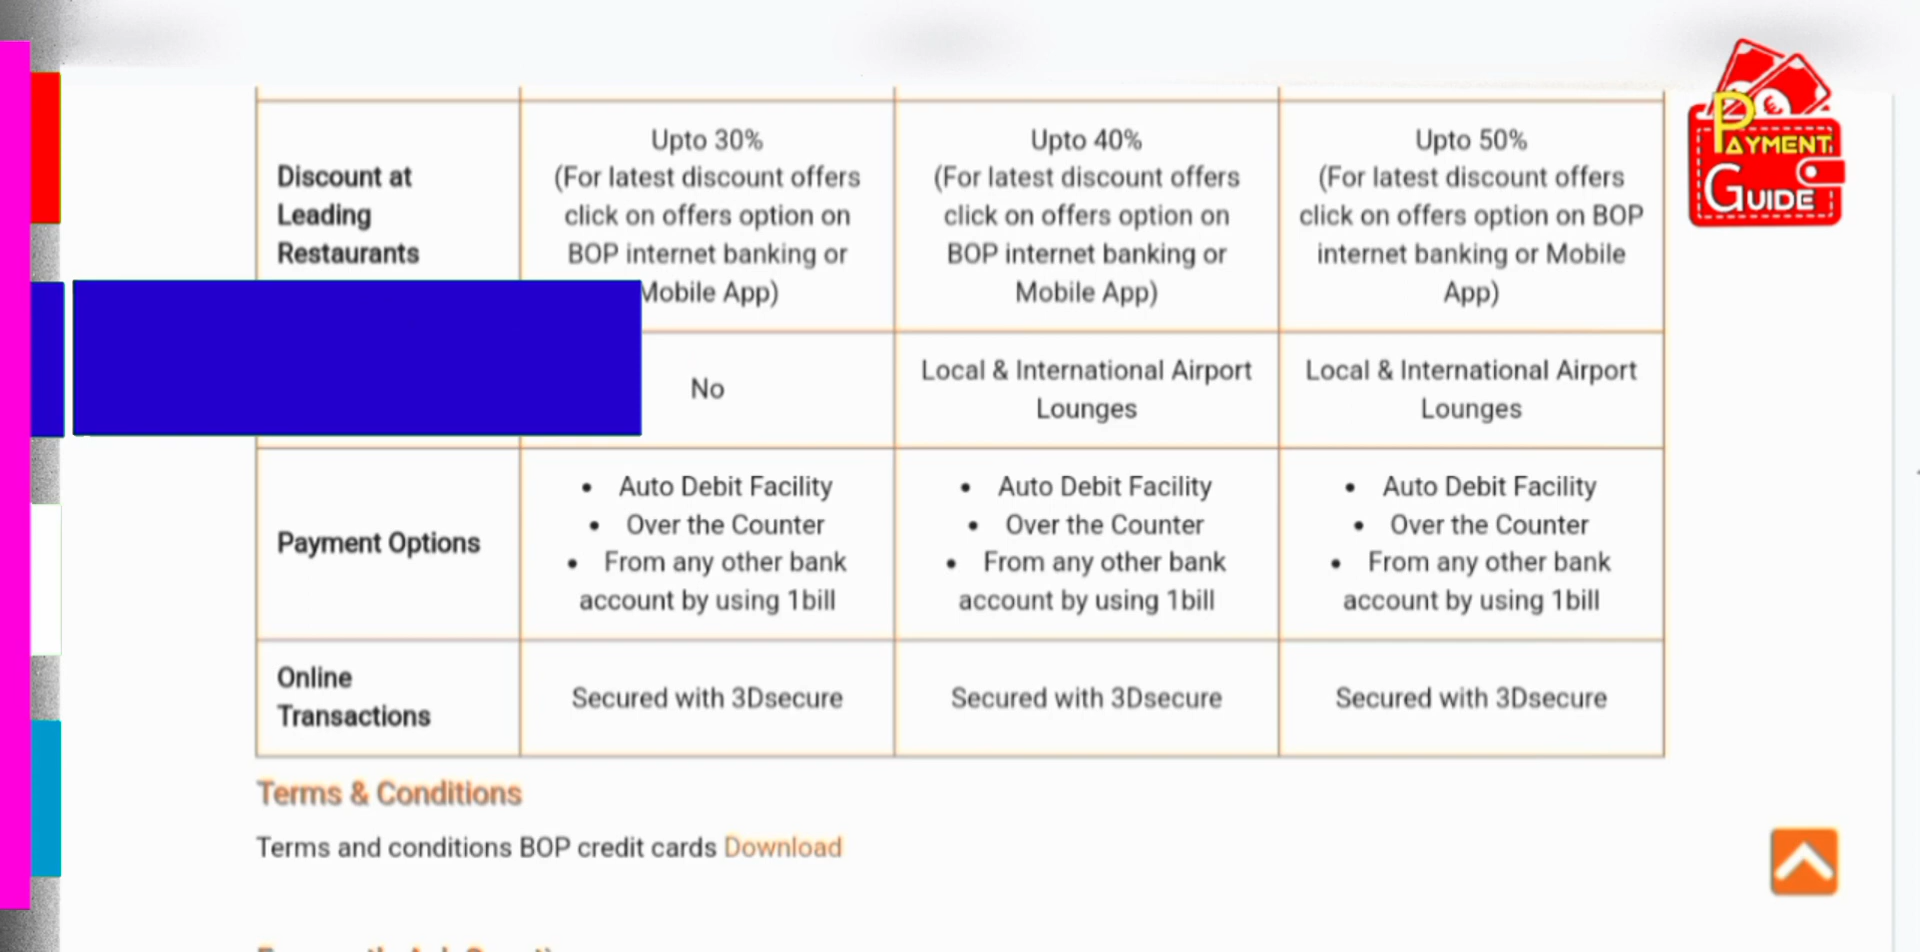 Discount at
Leading
Restaurants
Upto 30%
(For latest discount offers
click on offers option on
BOP internet banking or
Mobile App)
Upto 40%
(For latest discount offers
click on offers option on
BOP internet banking or
Mobile App)
Upto 50%
(For latest discount offers
click on offers option on BOP
internet banking or Mobile
App)
No
Local & International Airport
Lounges
Local & International Airport
Lounges
Payment Options
• Auto Debit Facility
• Over the Counter
• From any other bank
account by using 1bill
• Auto Debit Facility
• Over the Counter
• From any other bank
account by using 1bill
• Auto Debit Facility
• Over the Counter
• From any other bank
account by using 1bill
Online
Transactions
Secured with 3Dsecure
Secured with 3Dsecure
Secured with 3Dsecure
Terms & Conditions
Terms and conditions BOP credit cards Download
PAYMENT
GUIDE